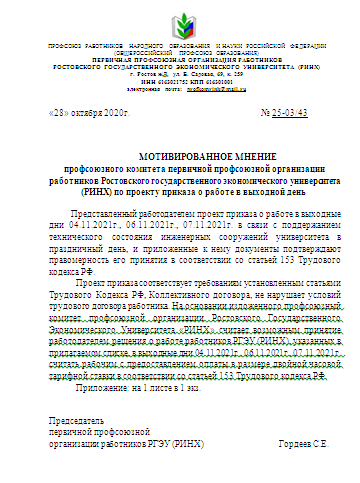 ПРОФСОЮЗ РАБОТНИКОВ НАРОДНОГО ОБРАЗОВАНИЯ И НАУКИ РОССИЙСКОЙ ФЕДЕРАЦИИ
(ОБЩЕРОССИЙСКИЙ ПРОФСОЮЗ ОБРАЗОВАНИЯ)
ПЕРВИЧНАЯ ПРОФСОЮЗНАЯ ОРГАНИЗАЦИЯ РАБОТНИКОВ
РОСТОВСКОГО ГОСУДАРСТВЕННОГО ЭКОНОМИЧЕСКОГО УНИВЕРСИТЕТА (РИНХ)
г. Ростов н/Д, ул. Б. Садовая, 69, к. 259
ИНН 6163021752 КПП 616301001
электронная почта: profkomrinh@mail.ru
«28» октября 2020г.
№ 25-03/43
МОТИВИРОВАННОЕ МНЕНИЕ
профсоюзного комитета первичной профсоюзной организации
работников Ростовского государственного экономического университета
(РИНХ) по проекту приказа о работе в выходной день
Представленный работодателем проект приказа о работе в выходные
дни 04.11.2021г., 06.11.2021г., 07.11.2021г. в связи с поддержанием
технического состояния инженерных сооружений университета в
праздничный день, и приложенные к нему документы подтверждают
правомерность его принятия в соответствии со статьей 153 Трудового
кодекса РФ.
Проект приказа соответствует требованиям установленным статьями
Трудового Кодекса РФ, Коллективного договора, не нарушает условий
трудового договора работника. На основании изложенного профсоюзный
комитет профсоюзной организации Ростовского Государственного
Экономического Университета «РИНХ» считает возможным принятие
работодателем решения о работе работников РГЭУ (РИНХ), указанных в
прилагаемом списке, в выходные дни 04.11.2021г., 06.11.2021г., 07.11.2021г.,
считать рабочим с предоставлением оплаты в размере двойной часовой
тарифной ставки в соответствии со статьей 153 Трудового кодекса РФ.
Приложение: на 1 листе в 1 экз.
Председатель
первичной профсоюзной
организации работников РГЭУ (РИНХ)
Гордеев С.Е.